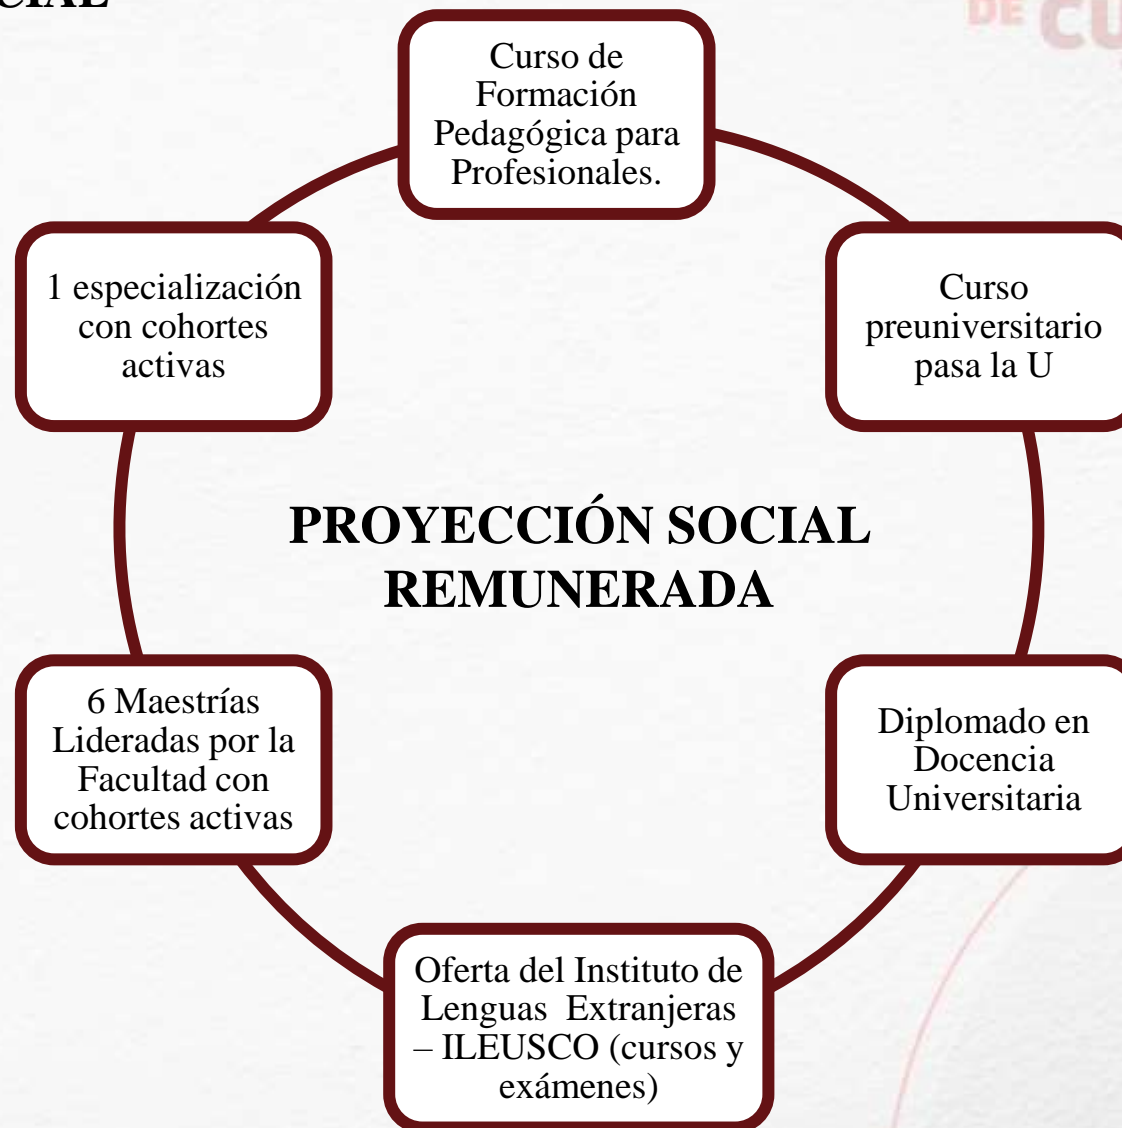 DE CU
Curso de
Formación
Pedagógica para
Profesionales.
1 especialización
con cohortes
activas
Curso
preuniversitario
pasa la U
PROYECCIÓN SOCIAL
REMUNERADA
6 Maestrías
Lideradas por la
Facultad con
cohortes activas
Diplomado en
Docencia
Universitaria
Oferta del Instituto de
Lenguas Extranjeras
– ILEUSCO (cursos y
exámenes)